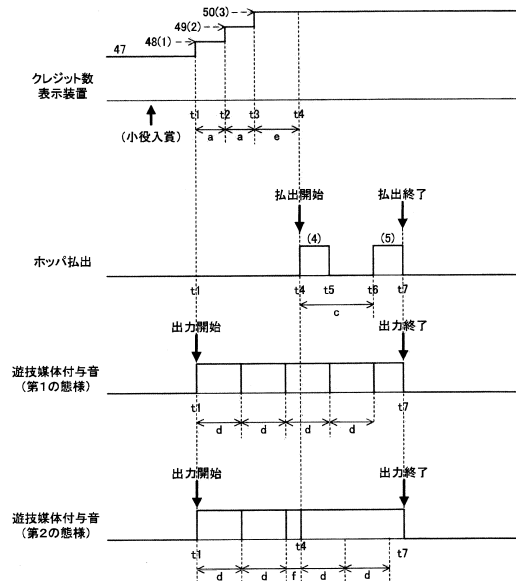 50(3)
49(2)
47
48(1)
クレジット数
表示装置
t1 t2 t3 t4
(小役入賞)
a a e
払出開始
払出終了
(4) (5)
ホッパ払出
t1 t4 t5 t6 t7
c
出力開始
出力終了
遊技媒体付与音
(第1の態様)
t1 t7
d d d d
出力開始
出力終了
遊技媒体付与音
(第2の態様)
t1 t4 t7
d d f d d